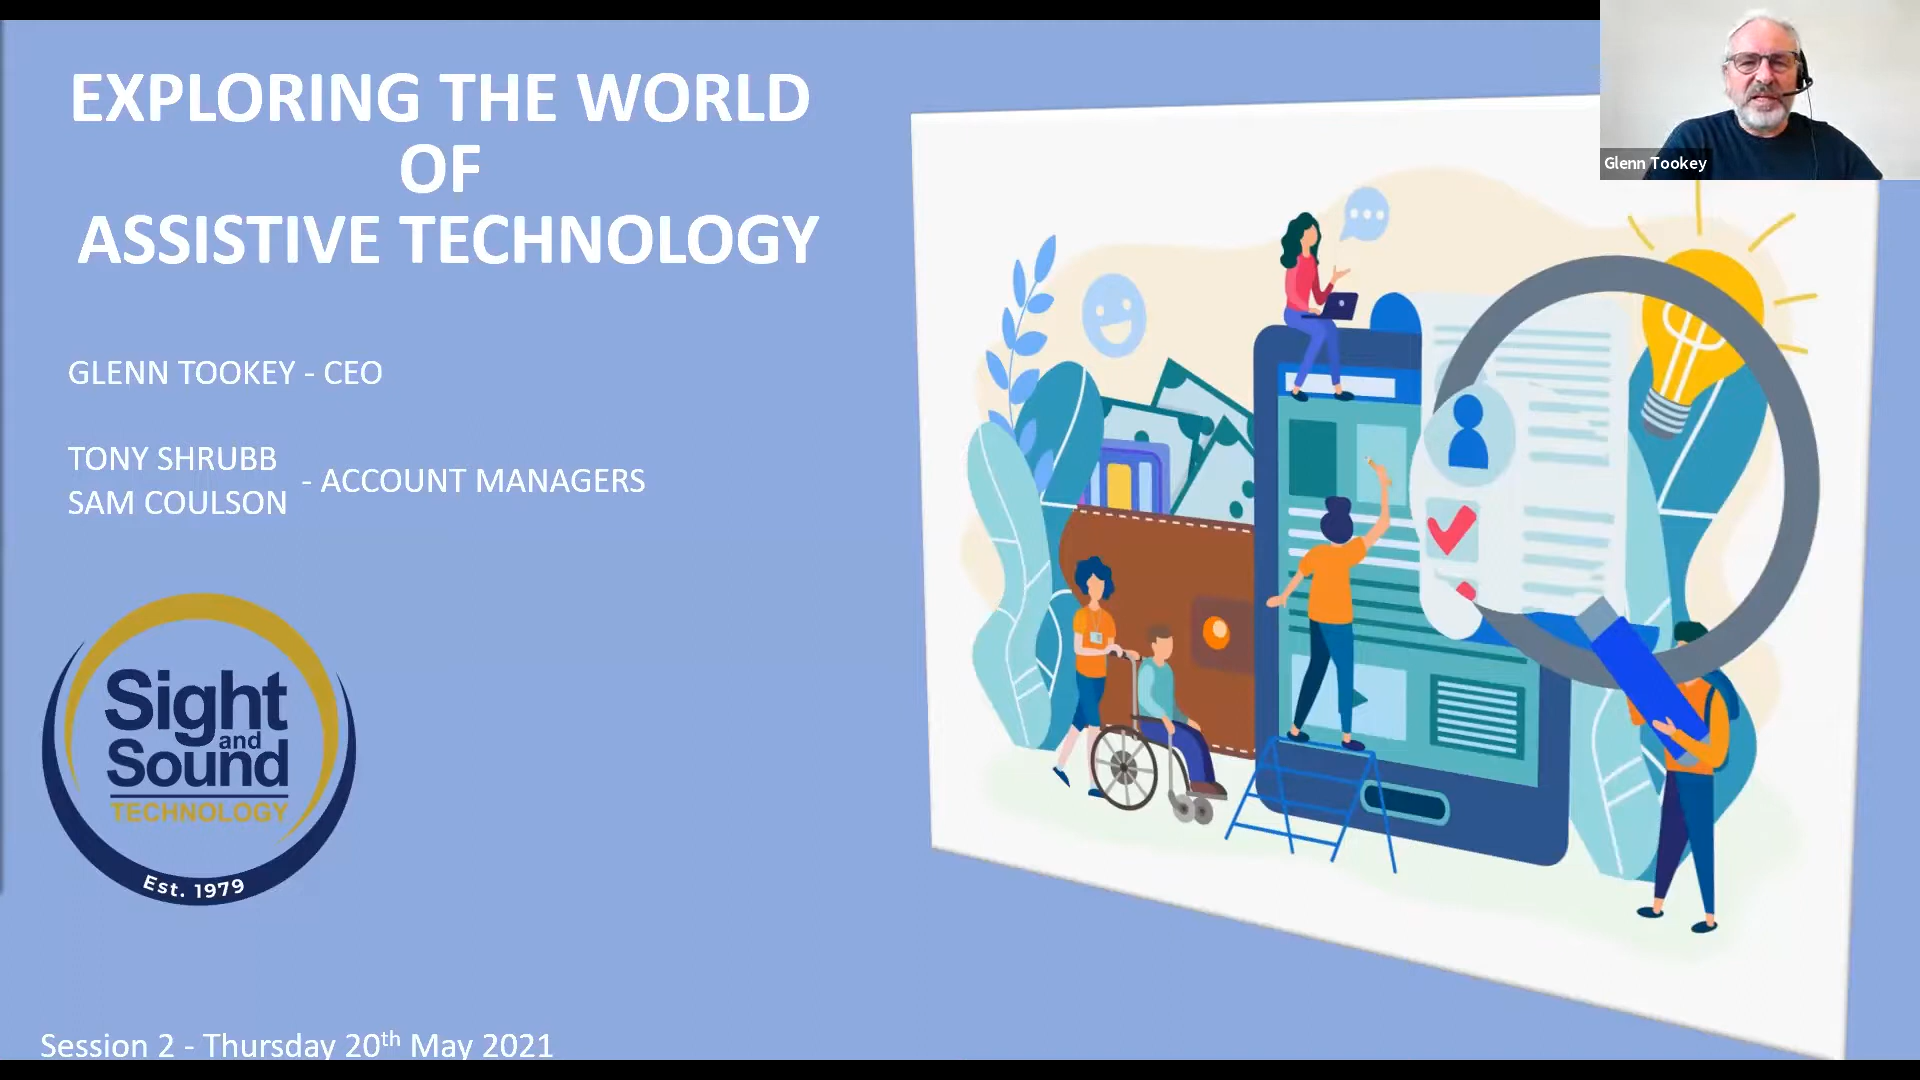 EXPLORING THE WORLD
OF
ASSISTIVE TECHNOLOGY
GLENN TOOKEY - CEO
TONY SHRUBB
SAM COULSON
- ACCOUNT MANAGERS
Sight
and
Sound
TECHNOLOGY
Est. 1979
Session 2 - Thursday 20th May 2021
Glenn Tookey